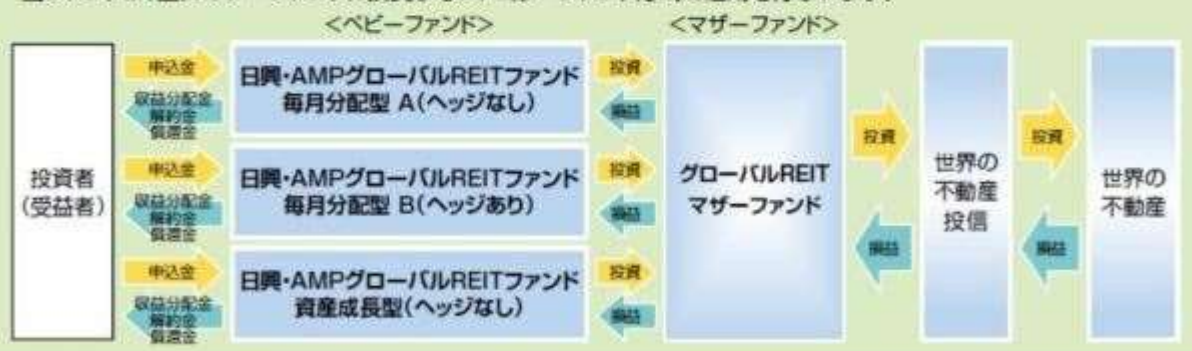 <ベビーファンド>
<マザーファンド>
投資者
(受益者)
申込金
収益分配金
解約金
償還金
日興・AMPグローバルREITファンド
毎月分配型 A(ヘッジなし)
投資
損益
申込金
収益分配金
解約金
償還金
日興・AMPグローバルREITファンド
毎月分配型 B(ヘッジあり)
投資
損益
申込金
収益分配金
解約金
償還金
日興・AMPグローバルREITファンド
資産成長型(ヘッジなし)
投資
損益
グローバルREIT
マザーファンド
投資
損益
世界の
不動産
投信
投資
損益
世界の
不動産